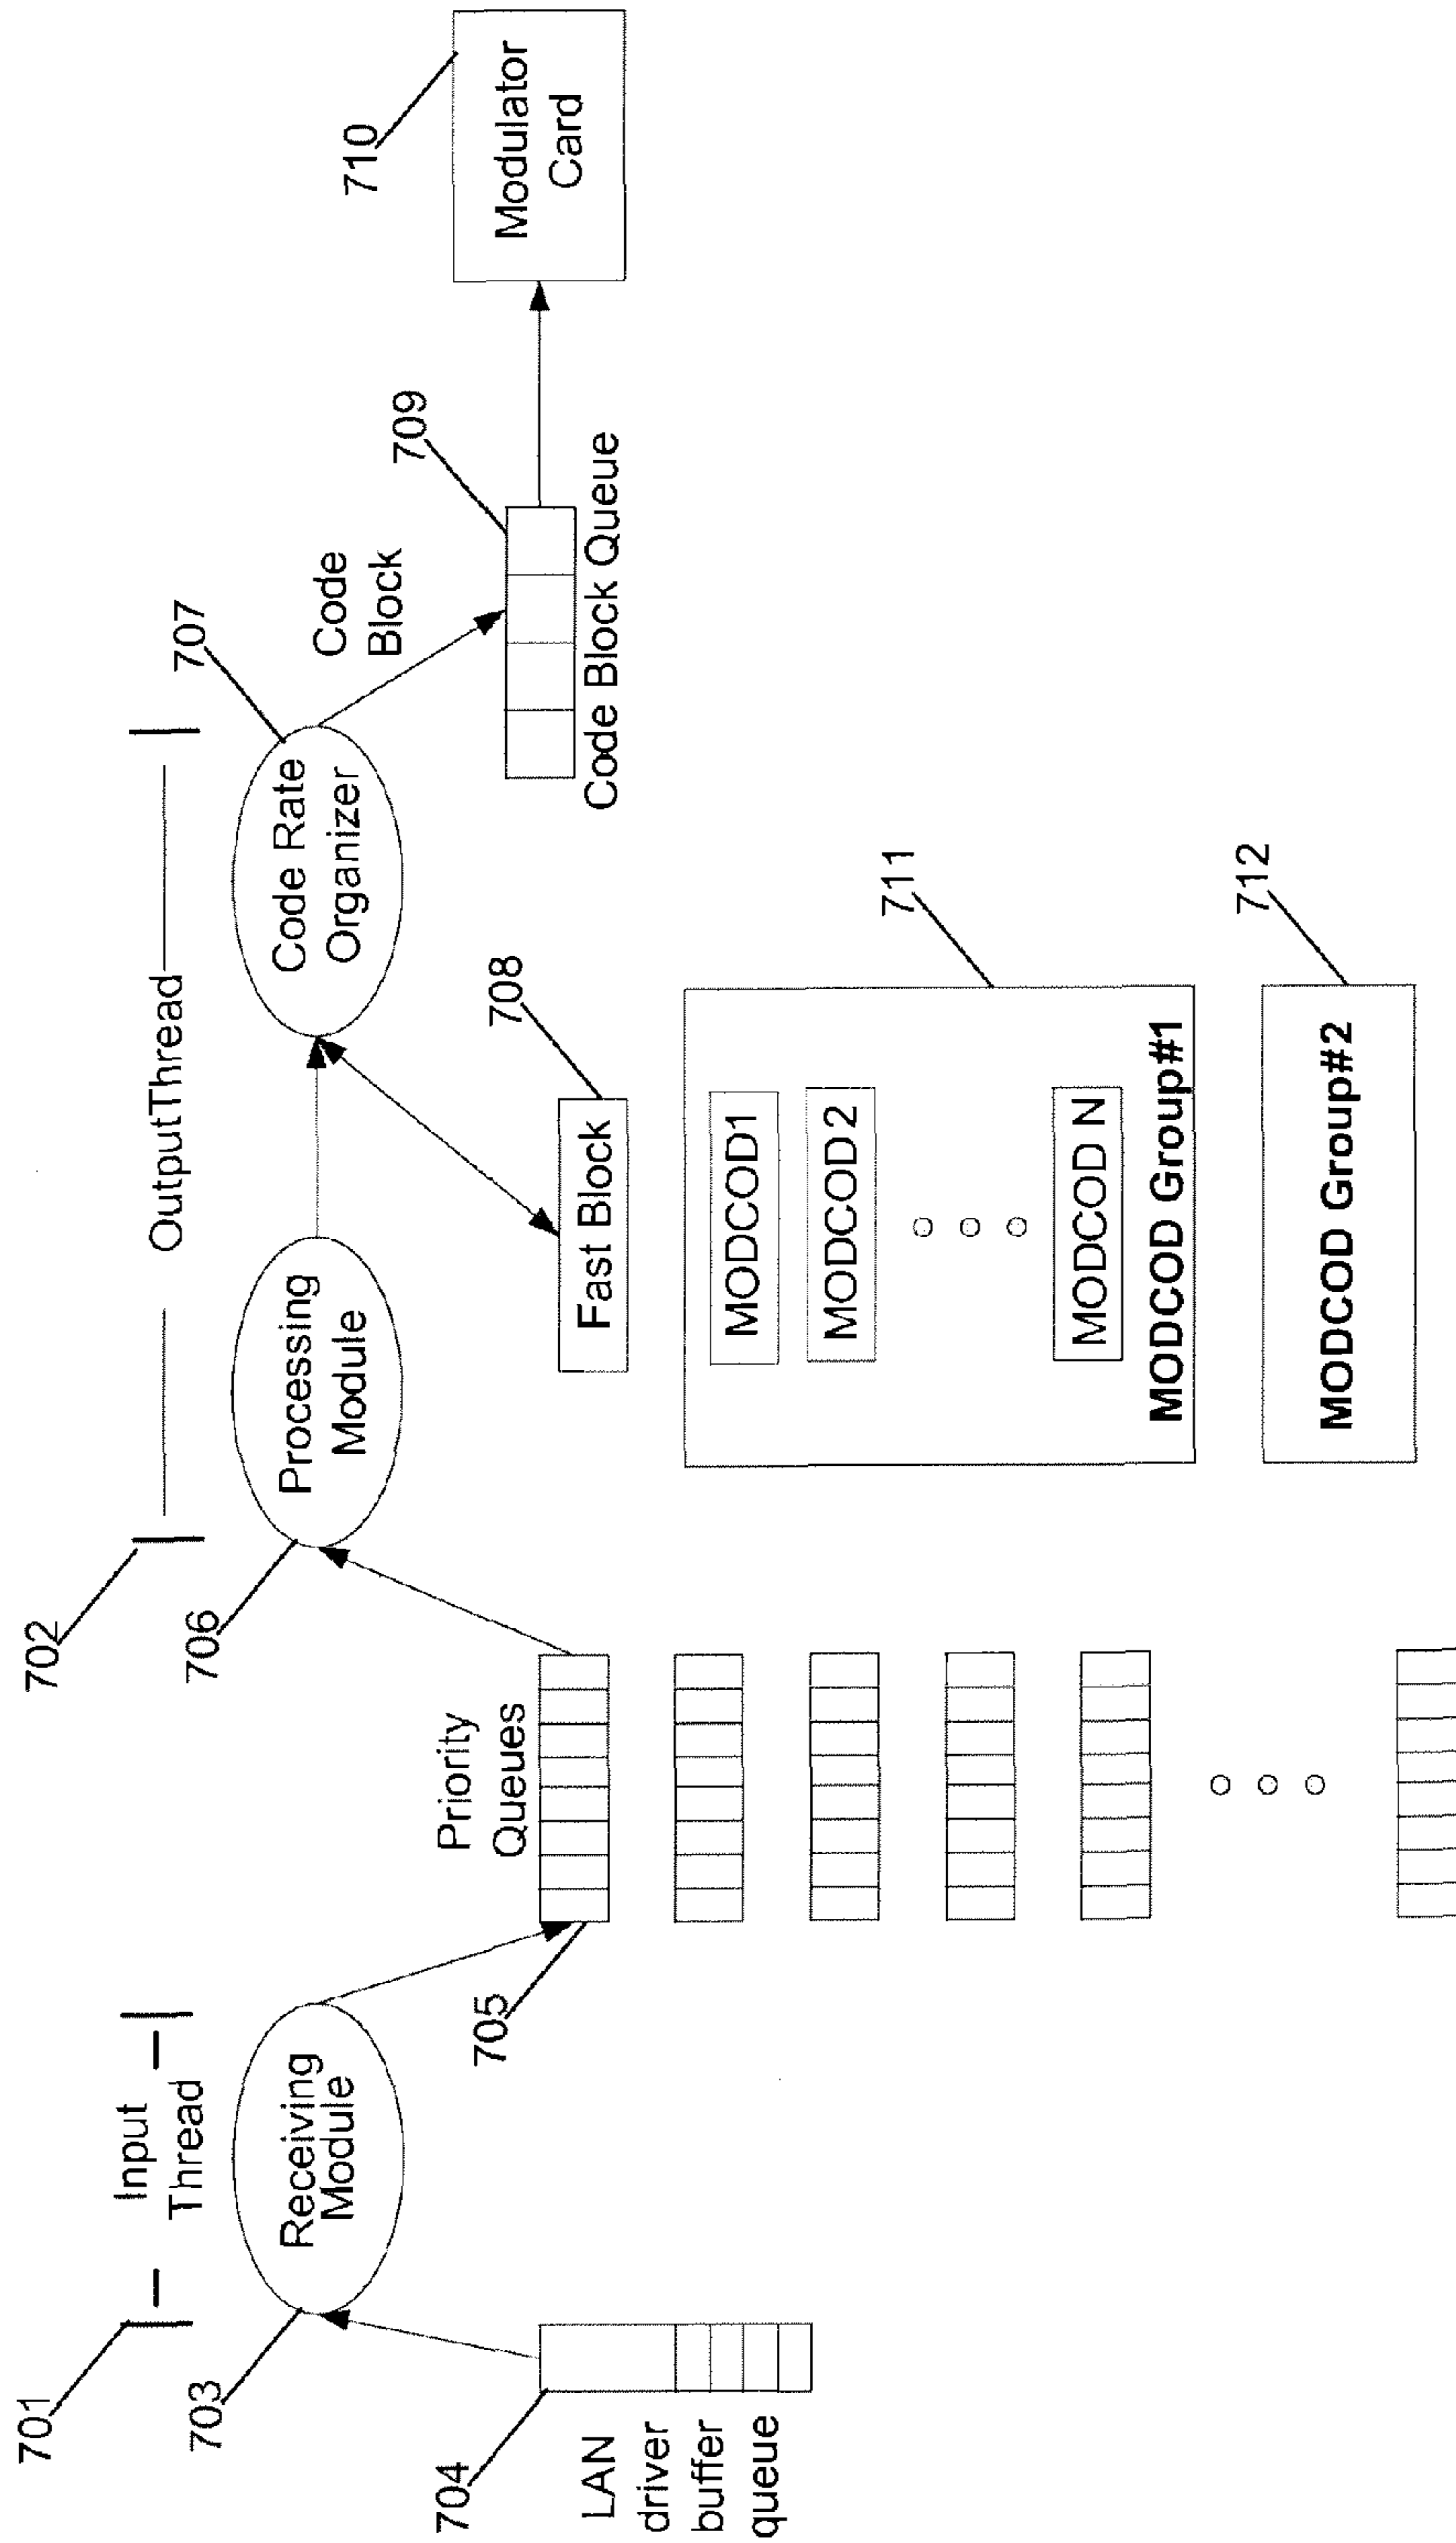 701
Input
Thread
702
OutputThread
703
Receiving
Module
706
Processing
Module
707
Code Rate
Organizer
704
LAN
driver
buffer
queue
705
Priority
Queues
708
Fast Block
Code
Block
709
Code Block Queue
710
Modulator
Card
711
MODCOD1
MODCOD 2
MODCOD N
MODCOD Group#1
712
MODCOD Group#2